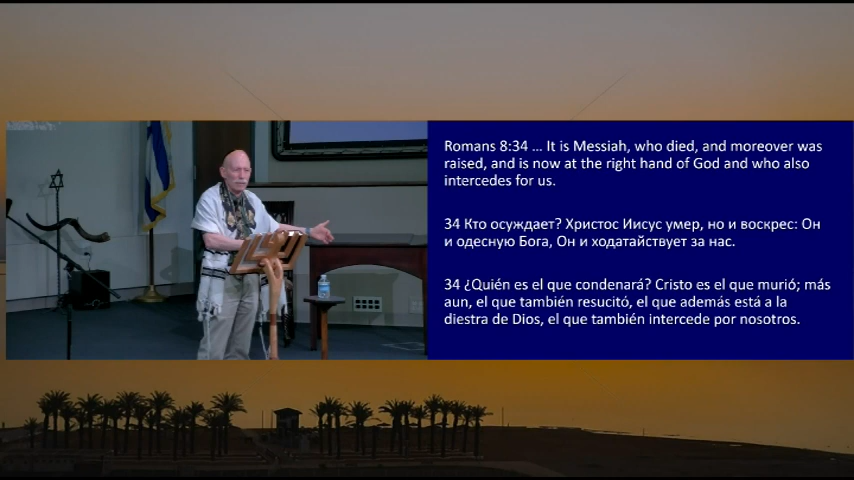 Romans 8:34 ... It is Messiah, who died, and moreover was
raised, and is now at the right hand of God and who also
intercedes for us.
34 Кто осуждает? Христос Иисус умер, но и воскрес: Он
и одесную Бога, Он и ходатайствует за нас.
34 ¿Quién es el que condenará? Cristo es el que murió; más
aun, el que también resucitó, el que además está a la
diestra de Dios, el que también intercede por nosotros.